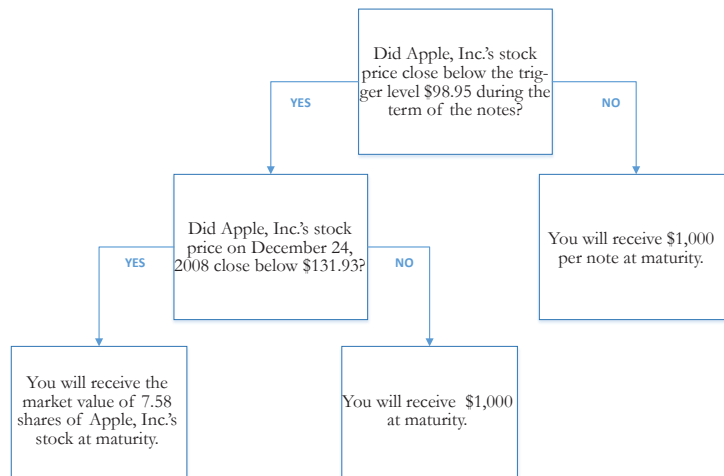 Did Apple, Inc.'s stock
price close below the trig-
ger level $98.95 during the
term of the notes?
YES
NO
Did Apple, Inc.'s stock
price on December 24,
2008 close below $131.93?
You will receive $1,000
per note at maturity.
YES
NO
You will receive the
market value of 7.58
shares of Apple, Inc.'s
stock at maturity.
You will receive $1,000
at maturity.